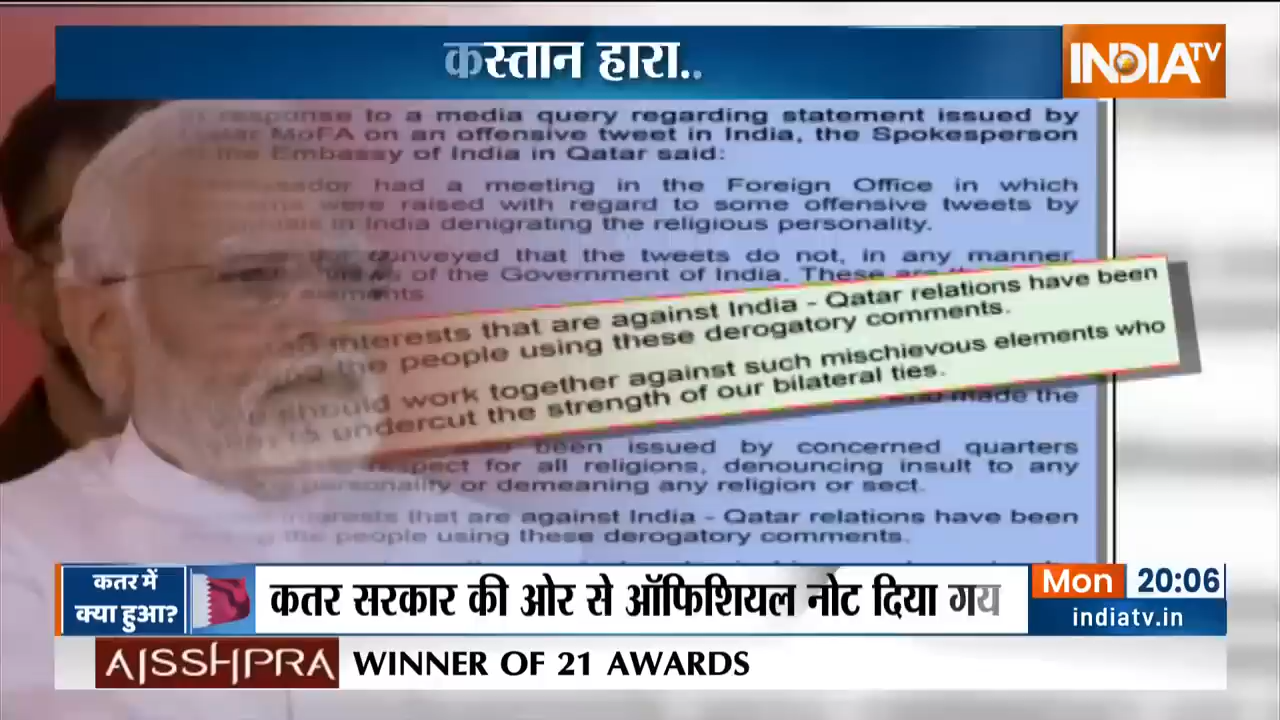 कस्तान हारा..
INDIA TV
response to a media query regarding statement issued by
MoFA on an offensive tweet in India, the Spokesperson
the Embassy of India in Qatar said:
had a meeting in the Foreign Office in which
were raised with regard to some offensive tweets by
in India denigrating the religious personality.
conveyed that the tweets do not, in any manner,
of the Government of India. These are
interests that are against India - Qatar relations have been
the people using these derogatory comments.
should work together against such mischievous elements who
undercut the strength of our bilateral ties.
made the
been issued by concerned quarters
respect for all religions, denouncing insult to any
personality or demeaning any religion or sect.
interests that are against India - Qatar relations have been
the people using these derogatory comments.
कतर में
क्या हुआ?
कतर सरकार की ओर से ऑफिशियल नोट दिया गय
Mon 20:06
indiatv.in
AISSHPRA WINNER OF 21 AWARDS